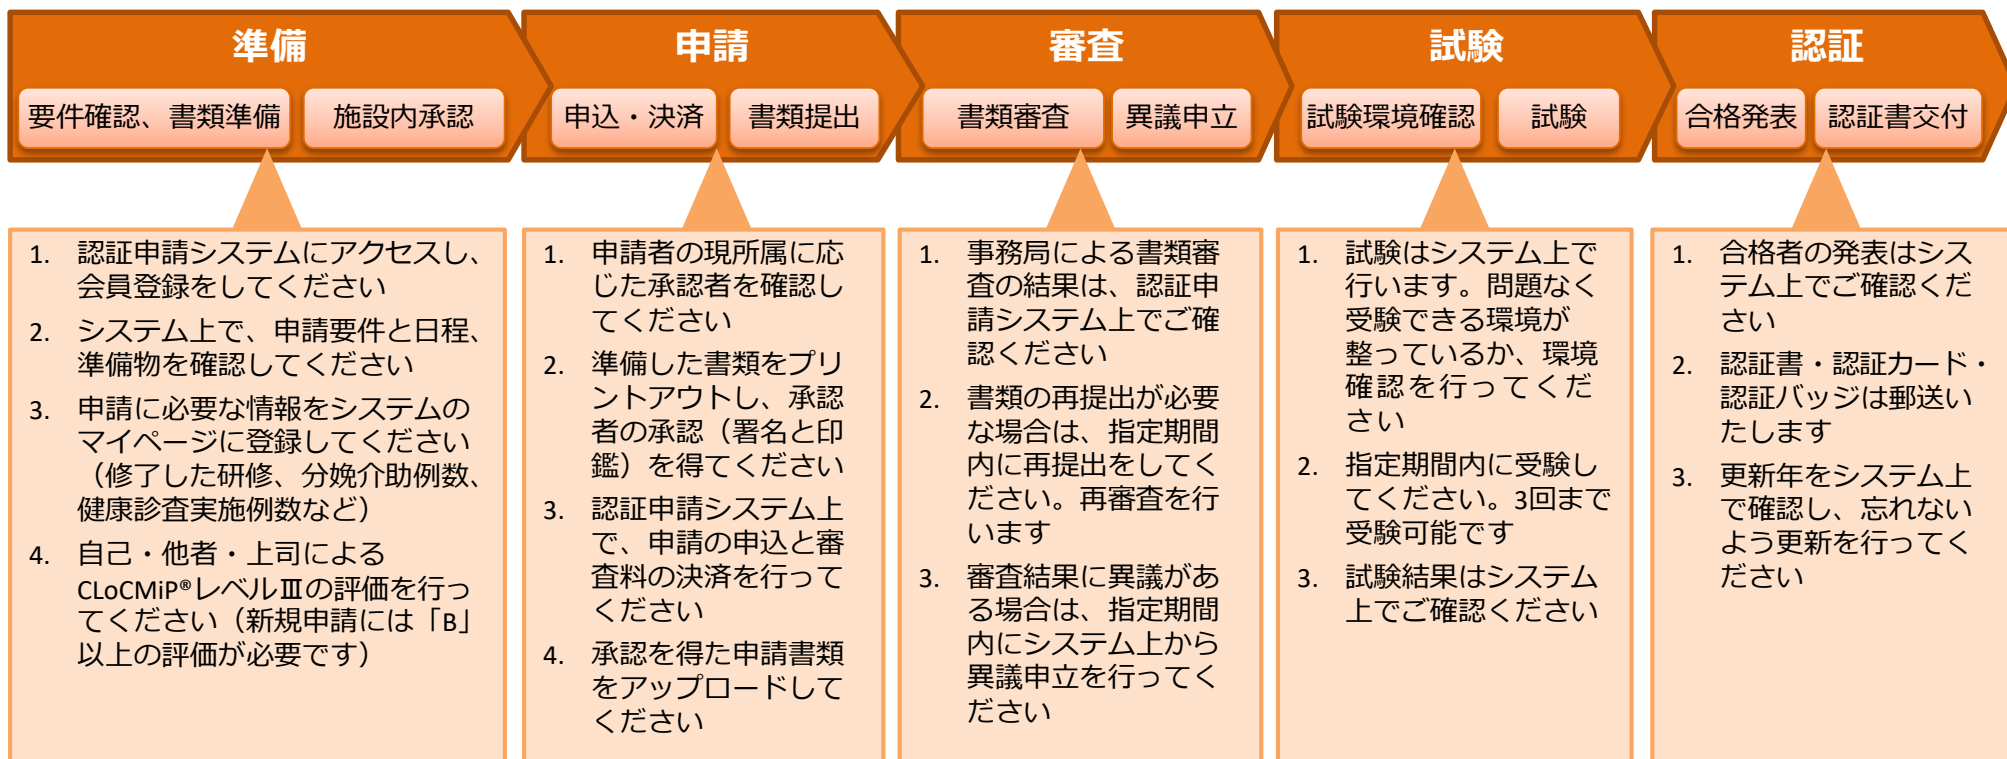 準備
要件確認、書類準備
施設内承認
申請
申込・決済
書類提出
審査
書類審査
異議申立
試験
試験環境確認
試験
認証
合格発表
認証書交付
1. 認証申請システムにアクセスし、
会員登録をしてください
2. システム上で、申請要件と日程、
準備物を確認してください
3. 申請に必要な情報をシステムの
マイページに登録してください
（修了した研修、分娩介助例数、
健康診査実施例数など）
4. 自己・他者・上司による
CLoCMiP®レベルⅢの評価を行っ
てください（新規申請には「B」
以上の評価が必要です）
1. 申請者の現所属に応
じた承認者を確認し
てください
2. 準備した書類をプリ
ントアウトし、承認
者の承認（署名と印
鑑）を得てください
3. 認証申請システム上
で、申請の申込と審
査料の決済を行って
ください
4. 承認を得た申請書類
をアップロードして
ください
1. 事務局による書類審
査の結果は、認証申
請システム上でご確
認ください
2. 書類の再提出が必要
な場合は、指定期間
内に再提出をしてく
ださい。再審査を行
います
3. 審査結果に異議があ
る場合は、指定期間
内にシステム上から
異議申立を行ってく
ださい
1. 試験はシステム上で
行います。問題なく
受験できる環境が
整っているか、環境
確認を行ってくだ
さい
2. 指定期間内に受験し
てください。3回まで
受験可能です
3. 試験結果はシステム
上でご確認ください
1. 合格者の発表はシス
テム上でご確認くだ
さい
2. 認証書・認証カード・
認証バッジは郵送い
たします
3. 更新年をシステム上
で確認し、忘れない
よう更新を行ってく
ださい